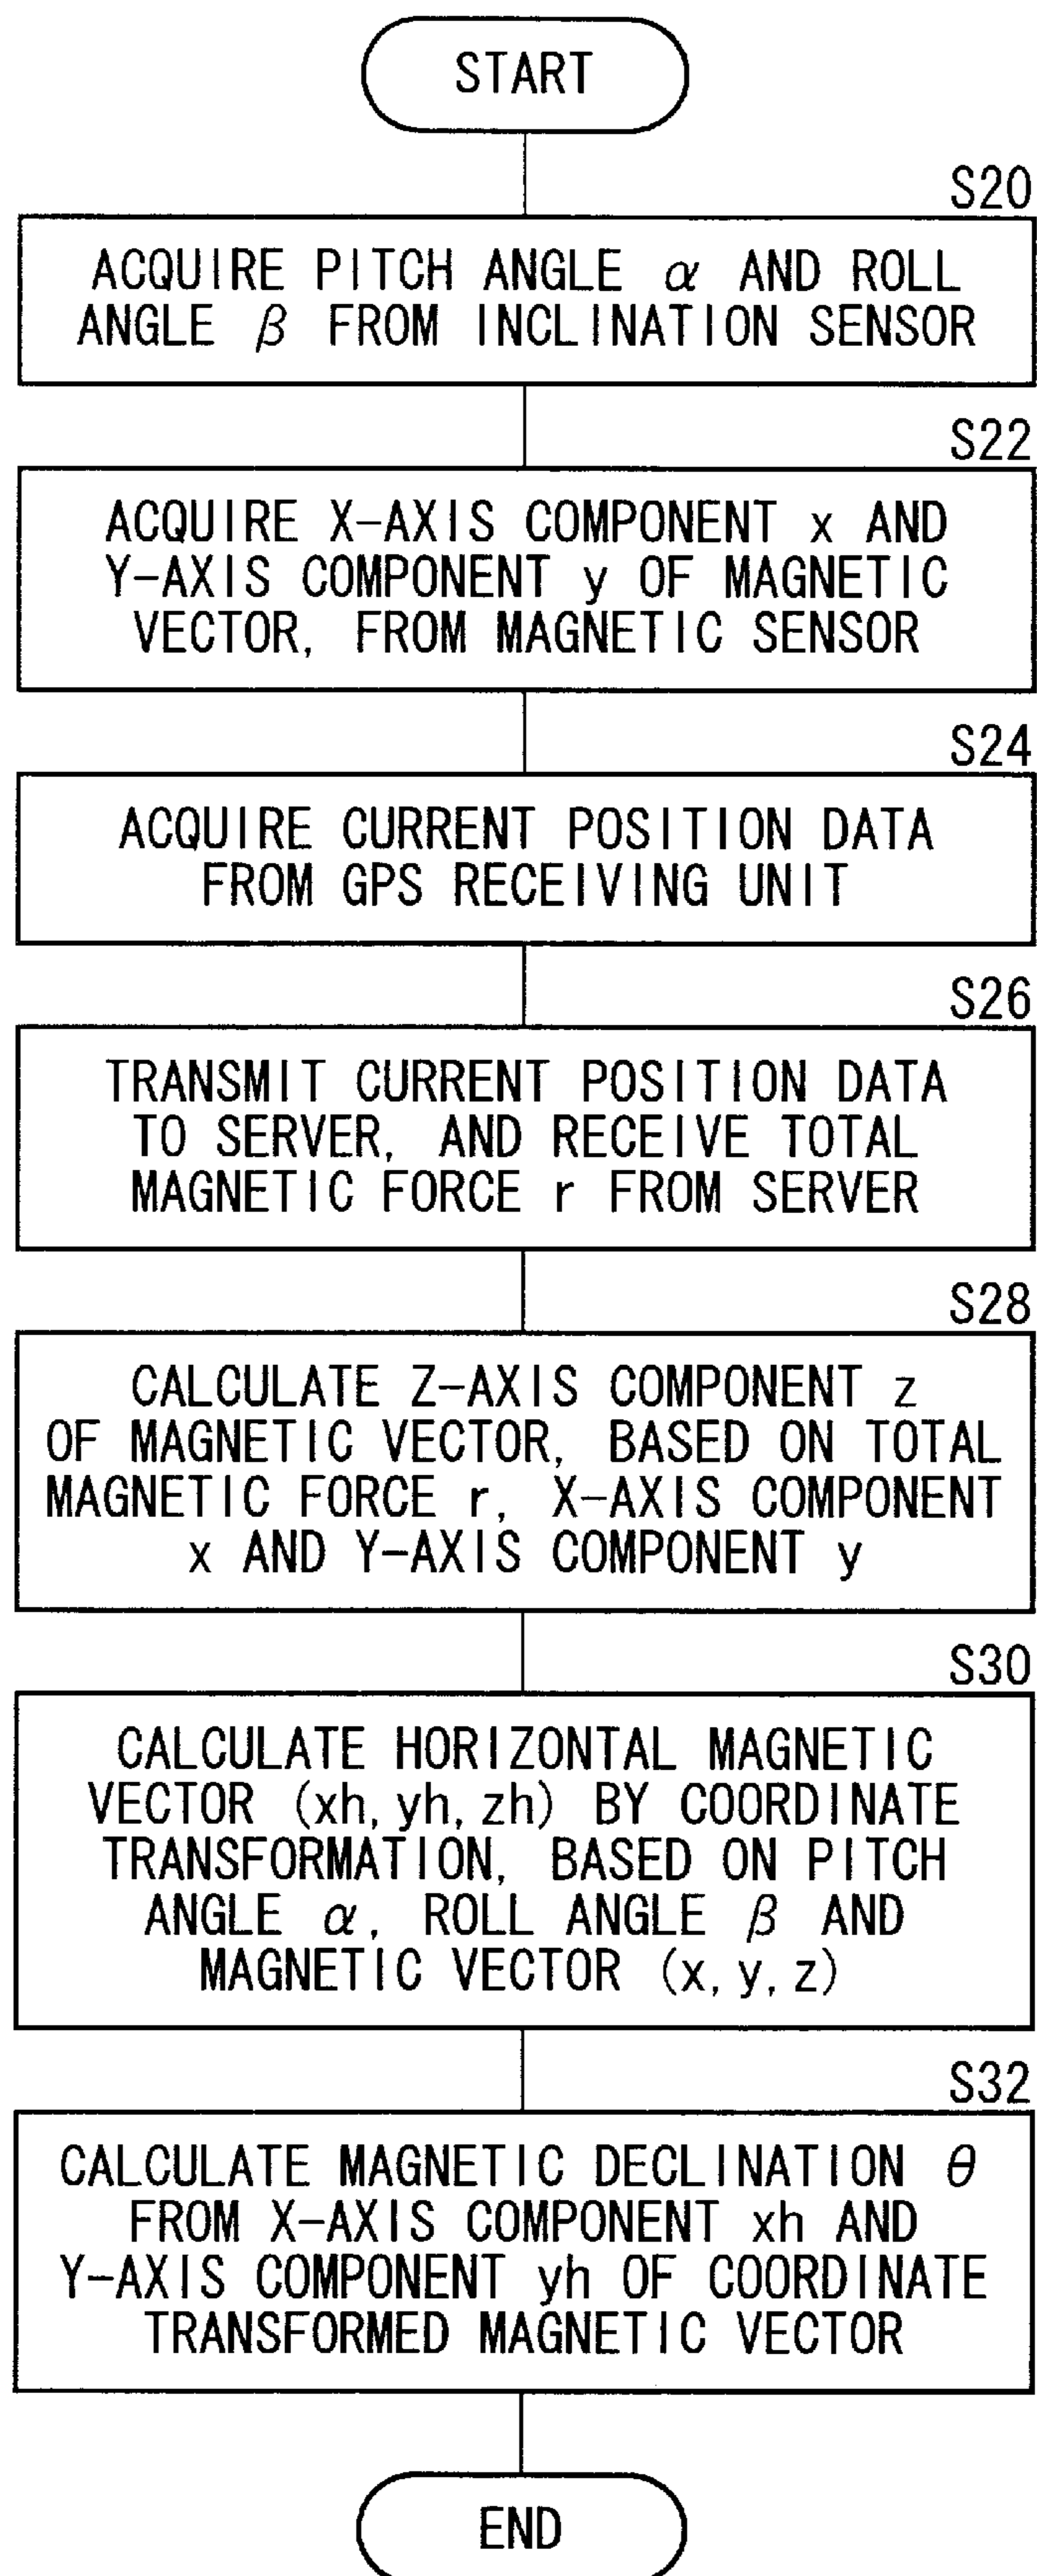 START
S20
ACQUIRE PITCH ANGLE α AND ROLL
ANGLE β FROM INCLINATION SENSOR
S22
ACQUIRE X-AXIS COMPONENT x AND
Y-AXIS COMPONENT y OF MAGNETIC
VECTOR, FROM MAGNETIC SENSOR
S24
ACQUIRE CURRENT POSITION DATA
FROM GPS RECEIVING UNIT
S26
TRANSMIT CURRENT POSITION DATA
TO SERVER, AND RECEIVE TOTAL
MAGNETIC FORCE r FROM SERVER
S28
CALCULATE Z-AXIS COMPONENT z
OF MAGNETIC VECTOR, BASED ON TOTAL
MAGNETIC FORCE r, X-AXIS COMPONENT
x AND Y-AXIS COMPONENT y
S30
CALCULATE HORIZONTAL MAGNETIC
VECTOR (xh, yh, zh) BY COORDINATE
TRANSFORMATION, BASED ON PITCH
ANGLE α, ROLL ANGLE β AND
MAGNETIC VECTOR (x, y, z)
S32
CALCULATE MAGNETIC DECLINATION θ
FROM X-AXIS COMPONENT xh AND
Y-AXIS COMPONENT yh OF COORDINATE
TRANSFORMED MAGNETIC VECTOR
END